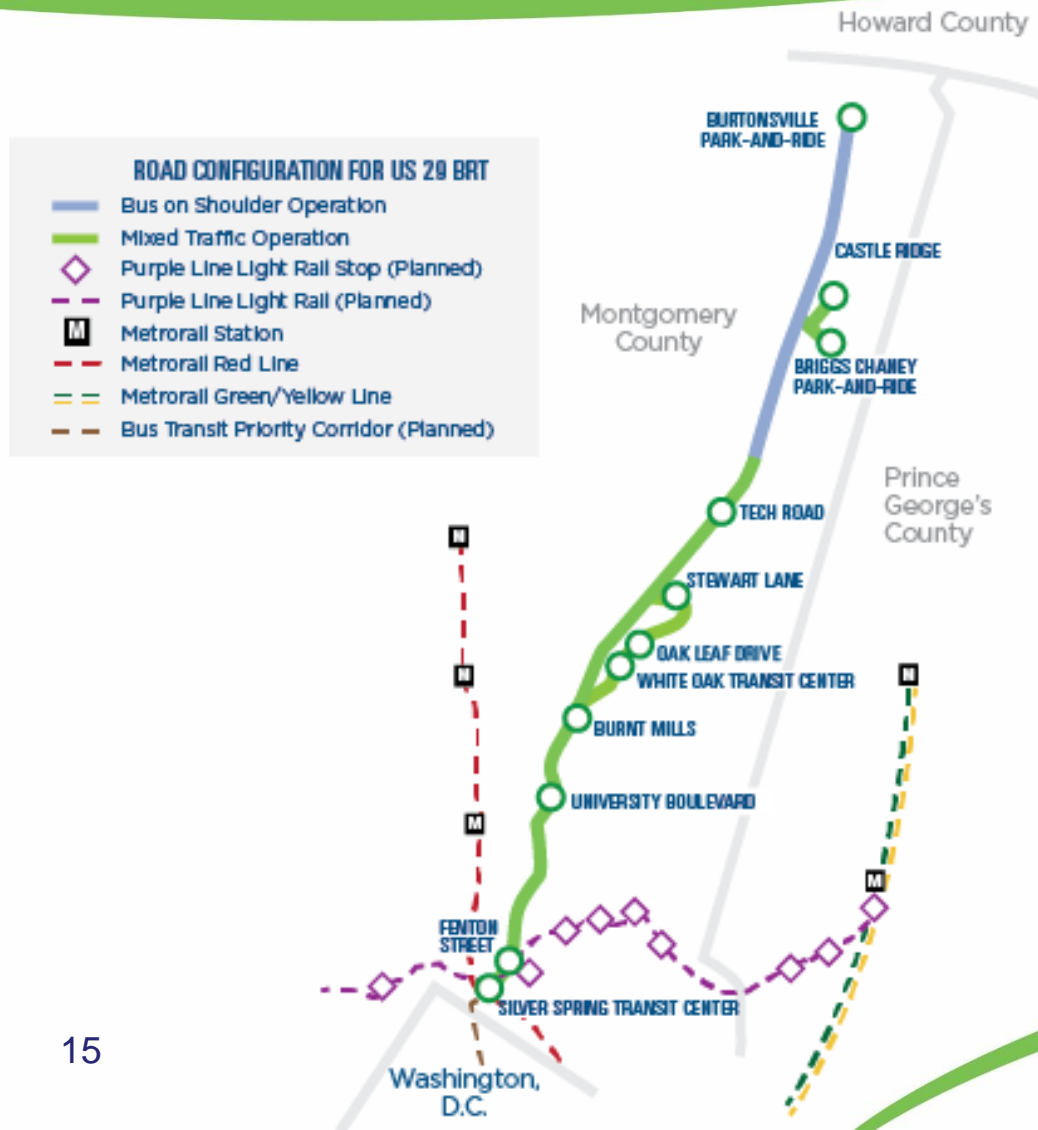 Howard County
BURTONSVILLE
PARK-AND-RIDE
ROAD CONFIGURATION FOR US 29 BRT
Bus on Shoulder Operation
Mixed Traffic Operation
Purple Line Light Rail Stop (Planned)
Purple Line Light Rail (Planned)
M Metrorail Station
Metrorail Red Line
Metrorail Green/Yellow Line
Bus Transit Priority Corridor (Planned)
CASTLE RIDGE
Montgomery
County
BRIGGS CHANEY
PARK-AND-RIDE
Prince
George's
County
TECH ROAD
M
STEWART LANE
OAK LEAF DRIVE
WHITE OAK TRANSIT CENTER
M
M
BURNT MILLS
UNIVERSITY BOULEVARD
M
M
FENTON
STREET
SILVER SPRING TRANSIT CENTER
15
Washington,
D.C.